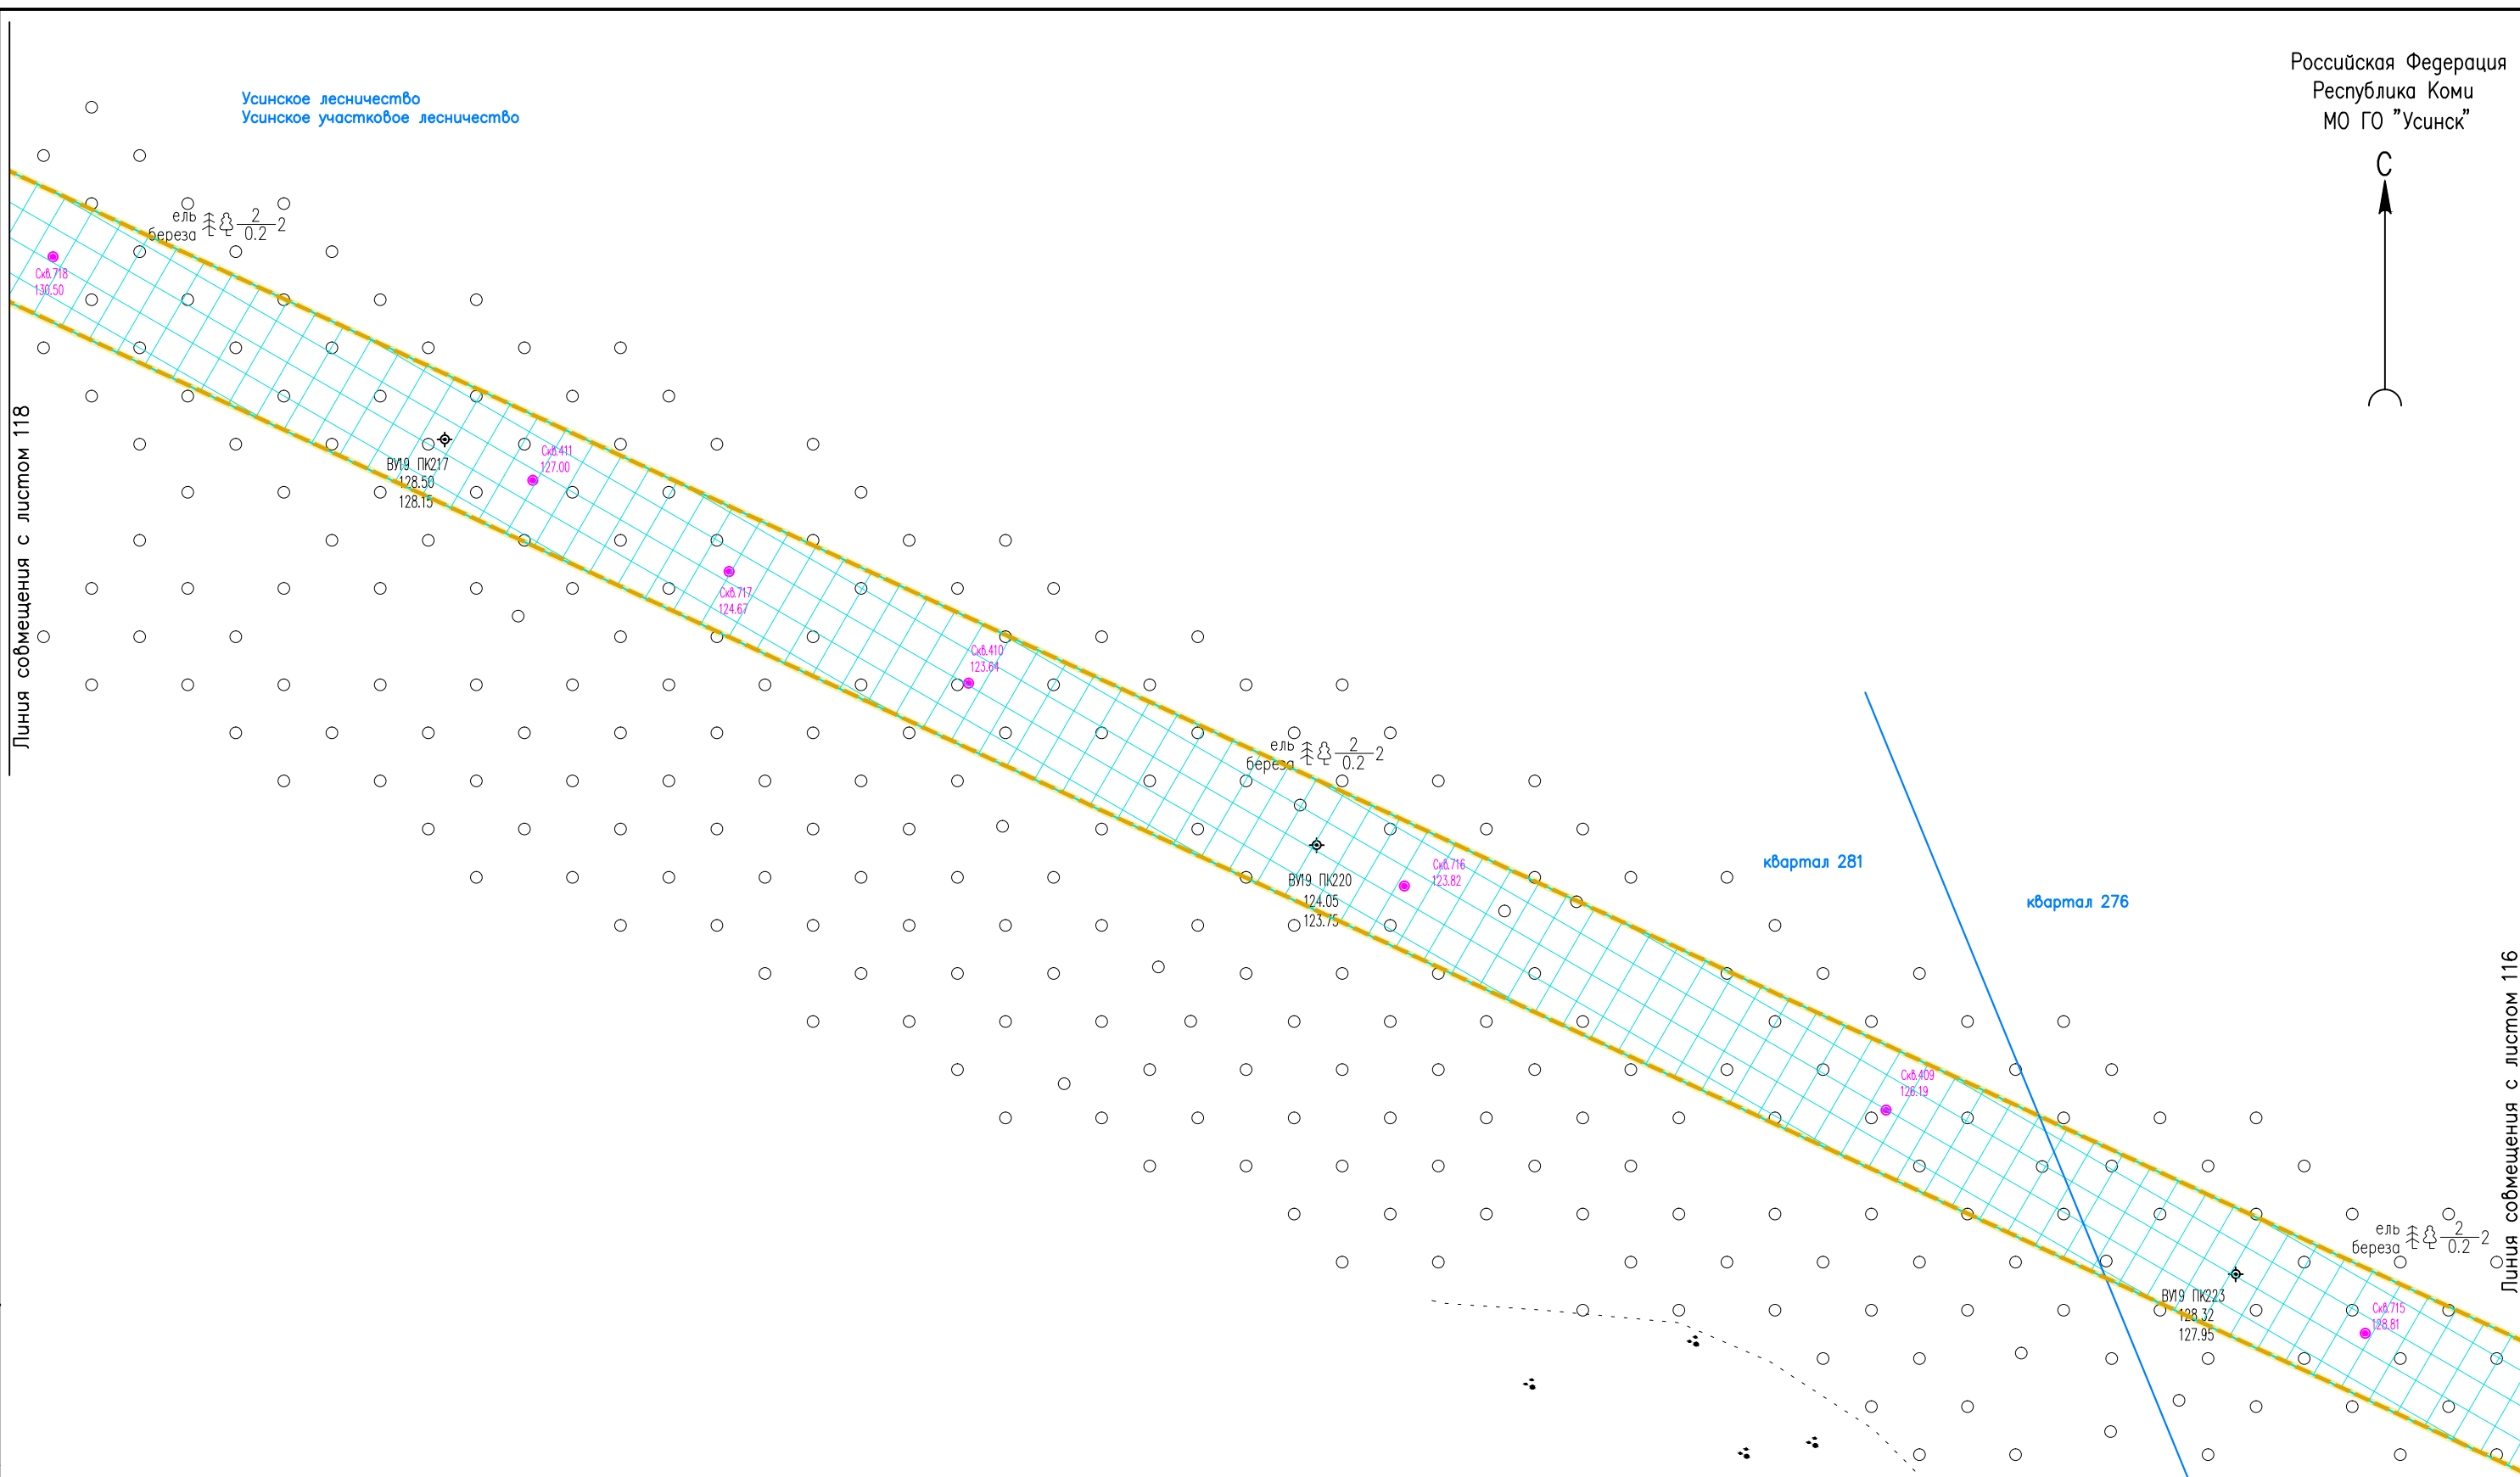 Российская Федерация
Республика Коми
МО ГО "Усинск"
С
Усинское лесничество
Усинское участковое лесничество
ель 2
береза 0.2 2
Скв.718
130.50
Линия совмещения с листом 118
ВУ19 ПК217
128.50
128.15
Скв.411
127.00
Скв.717
124.67
Скв.410
123.64
ель 2
береза 0.2 2
ВУ19 ПК220
124.05
123.75
Скв.716
123.82
квартал 281
квартал 276
Скв.409
126.19
Линия совмещения с листом 116
ель 2
береза 0.2 2
ВУ19 ПК223
128.32
127.95
Скв.715
128.81